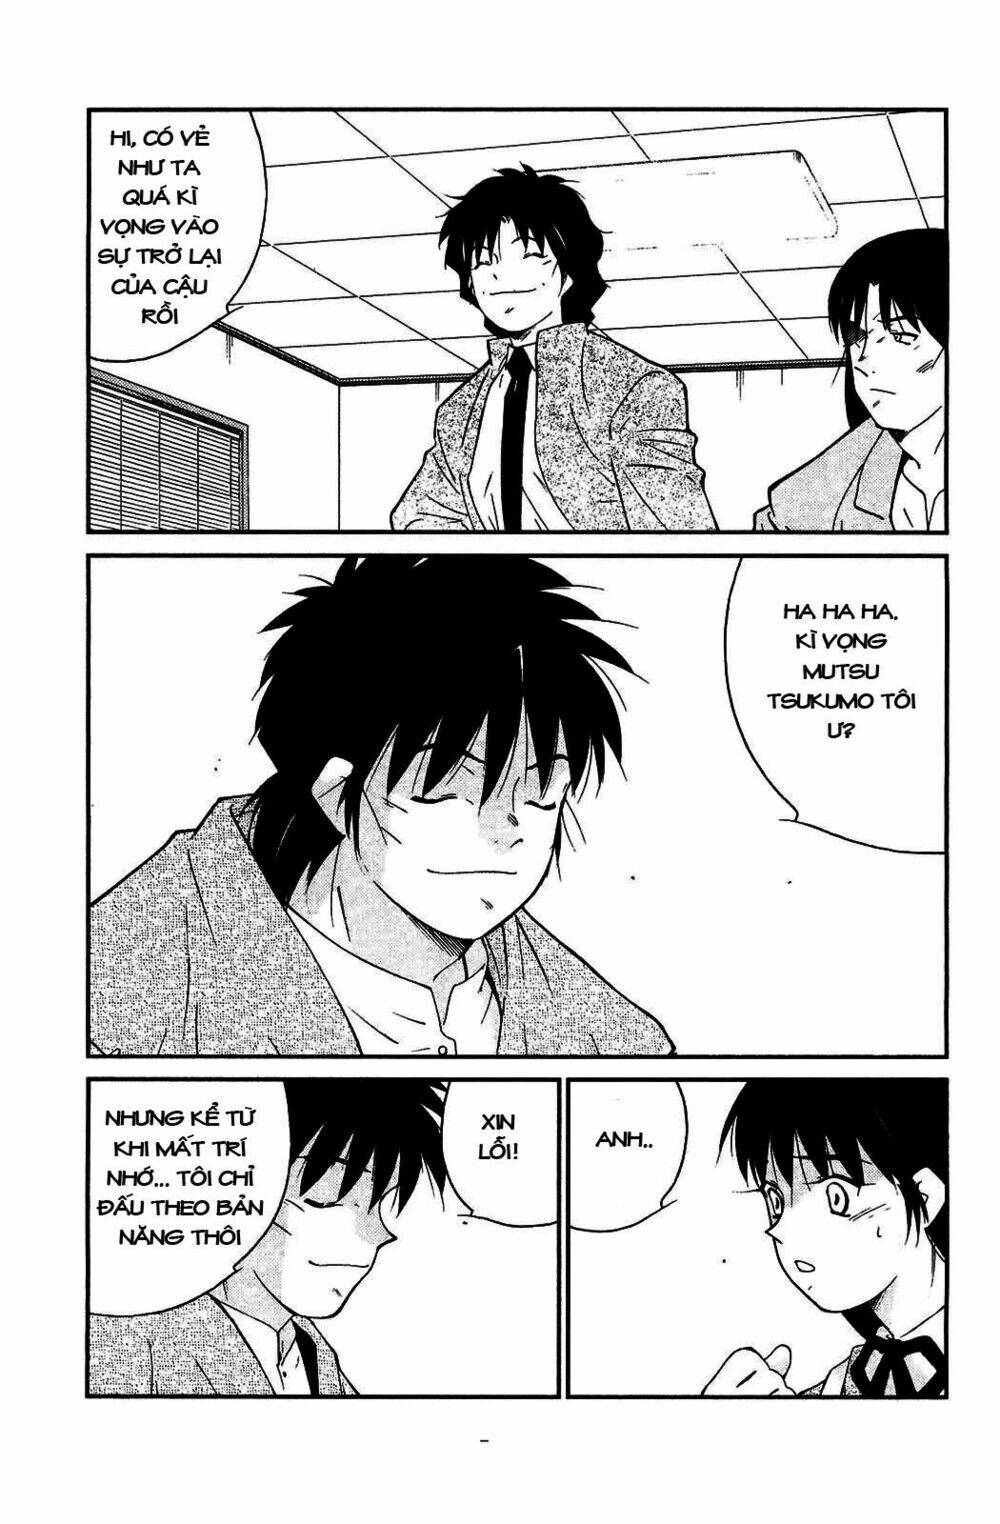 HI, CÓ VẺ
NHƯ TA
QUÁ KÌ
VỌNG VÀO
SỰ TRỞ LẠI
CỦA CẬU
RỒI
HA HA HA.
KÌ VỌNG
MUTSU
TSUKUMO TÔI
Ư?
NHƯNG KỂ TỪ
KHI MẤT TRÍ
NHỚ... TÔI CHỈ
ĐẤU THEO BẢN
NĂNG THÔI
XIN
LỖI!
ANH..